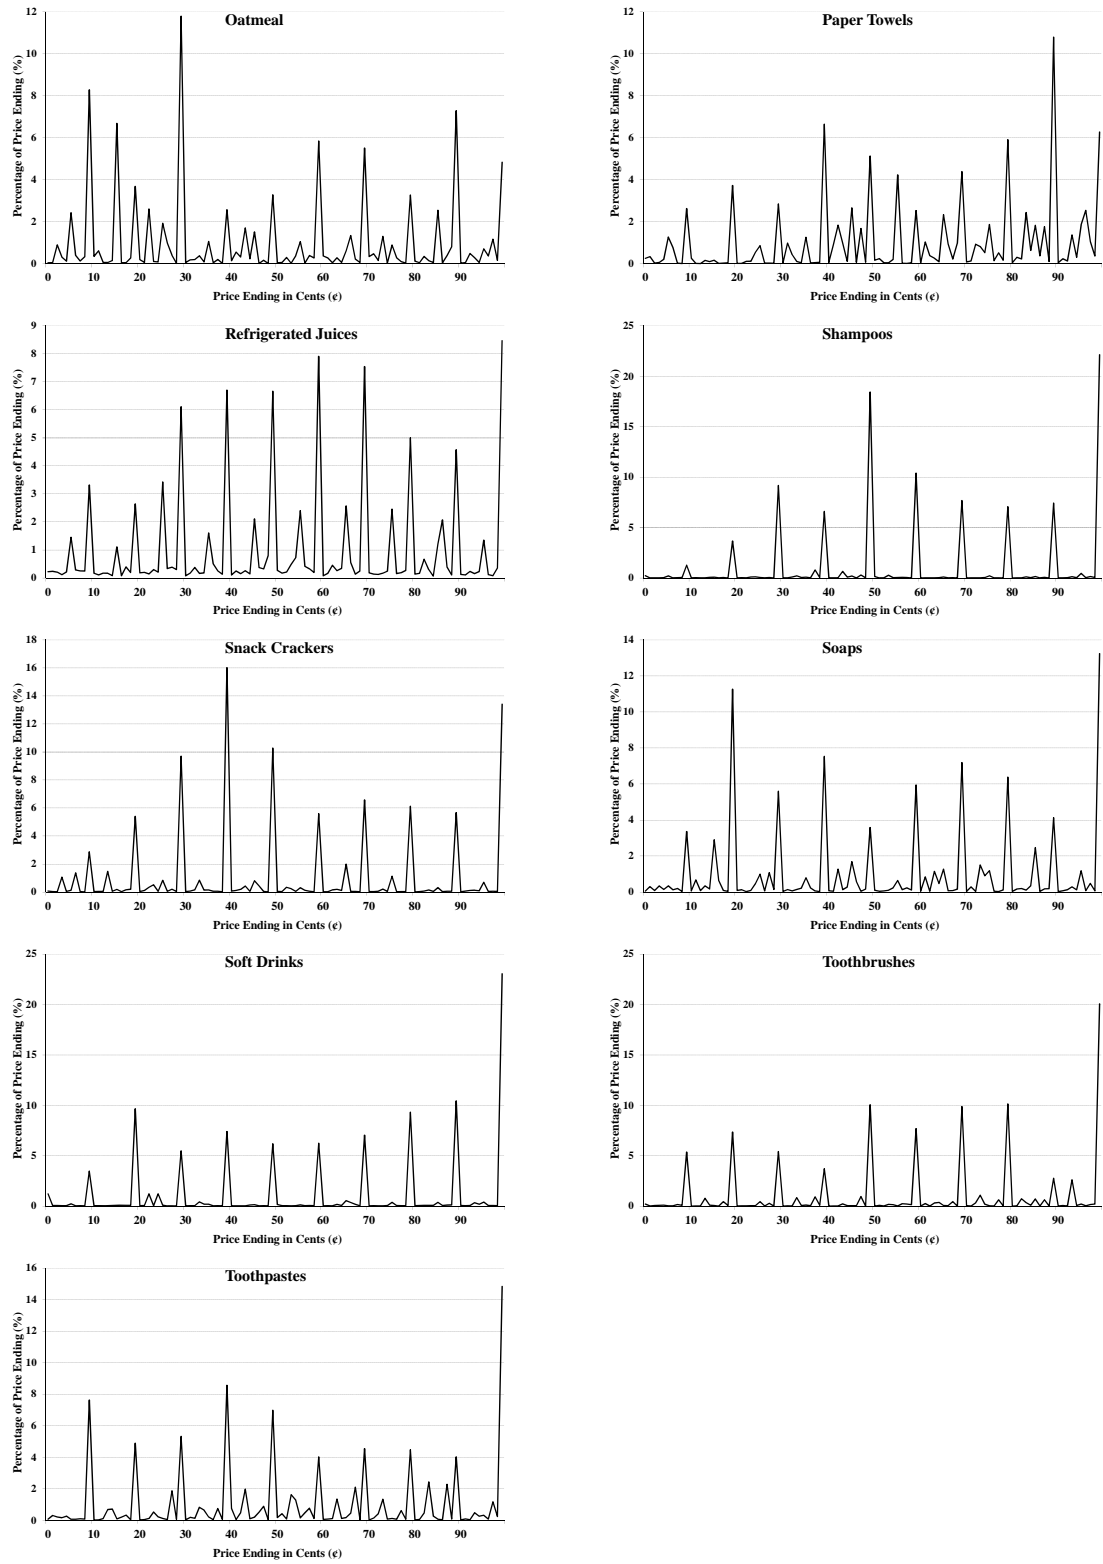 Oatmeal
Percentage of Price Ending (%)
12
10
8
6
4
2
0
0 10 20 30 40 50 60 70 80 90
Price Ending in Cents (¢)
Paper Towels
Percentage of Price Ending (%)
12
10
8
6
4
2
0
0 10 20 30 40 50 60 70 80 90
Price Ending in Cents (¢)
Refrigerated Juices
Percentage of Price Ending (%)
9
8
7
6
5
4
3
2
1
0
0 10 20 30 40 50 60 70 80 90
Price Ending in Cents (¢)
Shampoos
Percentage of Price Ending (%)
25
20
15
10
5
0
0 10 20 30 40 50 60 70 80 90
Price Ending in Cents (¢)
Snack Crackers
Percentage of Price Ending (%)
18
16
14
12
10
8
6
4
2
0
0 10 20 30 40 50 60 70 80 90
Price Ending in Cents (¢)
Soaps
Percentage of Price Ending (%)
14
12
10
8
6
4
2
0
0 10 20 30 40 50 60 70 80 90
Price Ending in Cents (¢)
Soft Drinks
Percentage of Price Ending (%)
25
20
15
10
5
0
0 10 20 30 40 50 60 70 80 90
Price Ending in Cents (¢)
Toothbrushes
Percentage of Price Ending (%)
25
20
15
10
5
0
0 10 20 30 40 50 60 70 80 90
Price Ending in Cents (¢)
Toothpastes
Percentage of Price Ending (%)
16
14
12
10
8
6
4
2
0
0 10 20 30 40 50 60 70 80 90
Price Ending in Cents (¢)